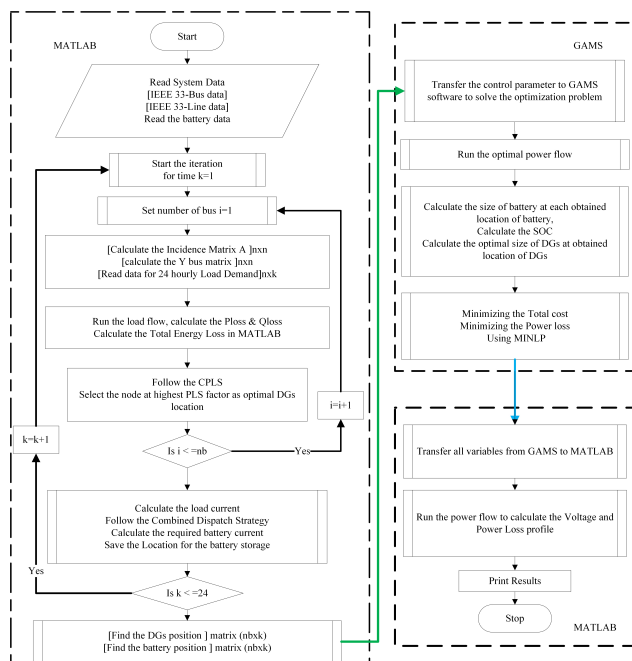 MATLAB
Start
Read System Data
[IEEE 33-Bus data]
[IEEE 33-Line data]
Read the battery data
Start the iteration
for time k=1
Set number of bus i=1
[Calculate the Incidence Matrix A ]nxn
[calculate the Y bus matrix ]nxn
[Read data for 24 hourly Load Demand]nxk
Run the load flow, calculate the Ploss & Qloss
Calculate the Total Energy Loss in MATLAB
Follow the CPLS
Select the node at highest PLS factor as optimal DGs
location
i=i+1
k=k+1
Is i < =nb
Yes
Calculate the load current
Follow the Combined Dispatch Strategy
Calculate the required battery current
Save the Location for the battery storage
Yes
Is k < =24
[Find the DGs position ] matrix (nbxk)
[Find the battery position ] matrix (nbxk)
GAMS
Transfer the control parameter to GAMS
software to solve the optimization problem
Run the optimal power flow
Calculate the size of battery at each obtained
location of battery,
Calculate the SOC
Calculate the optimal size of DGs at obtained
location of DGs
Minimizing the Total cost
Minimizing the Power loss
Using MINLP
Transfer all variables from GAMS to MATLAB
Run the power flow to calculate the Voltage and
Power Loss profile
Print Results
Stop
MATLAB